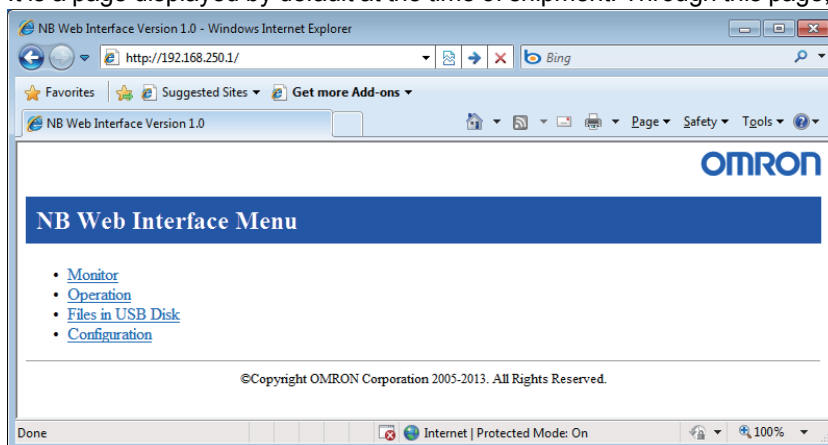 It is a page displayed by default at the time of shipment. Through this page,
NB Web Interface Version 1.0 - Windows Internet Explorer
http://192.168.250.1/
Bing
Favorites
Suggested Sites
Get more Add-ons
NB Web Interface Version 1.0
Page
Safety
Tools
OMRON
NB Web Interface Menu
• Monitor
• Operation
• Files in USB Disk
• Configuration
©Copyright OMRON Corporation 2005-2013. All Rights Reserved.
Done
Internet | Protected Mode: On
100%